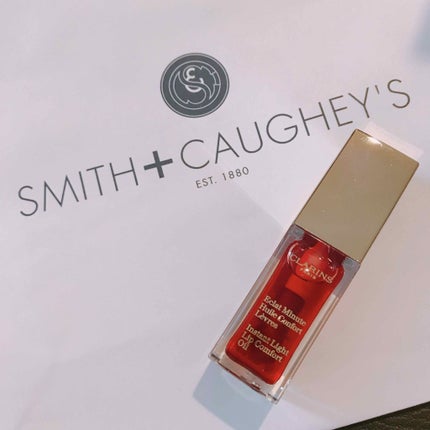 SMITH+CAUGHEY'S
EST. 1880
CLARINS
Eclat Minute
Huile Confort
Lèvres
Instant Light
Lip Comfort
Oil